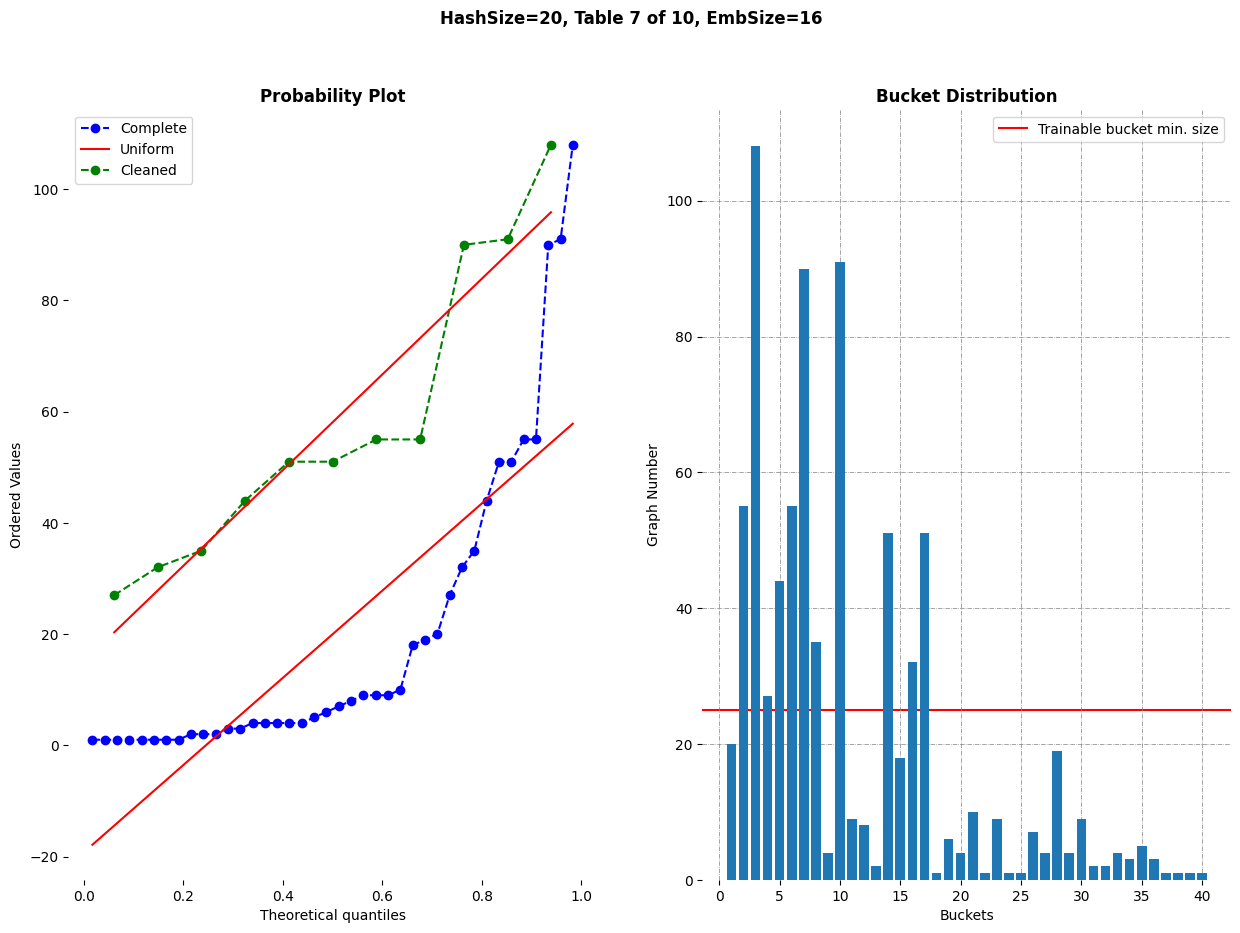 HashSize=20, Table 7 of 10, EmbSize=16
Probability Plot
Complete
Uniform
Cleaned
100
80
60
40
20
0
−20
Ordered Values
0.0 0.2 0.4 0.6 0.8 1.0
Theoretical quantiles
Bucket Distribution
Trainable bucket min. size
100
80
60
40
20
0
Graph Number
0 5 10 15 20 25 30 35 40
Buckets